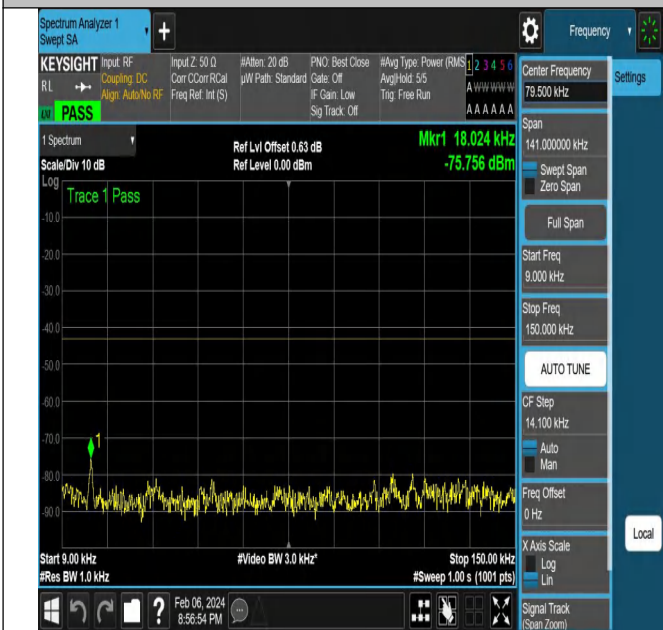 Spectrum Analyzer 1
Swept SA
Frequency
KEYSIGHT
RL
LXI
PASS
Input: RF
Coupling: DC
Align: Auto/No RF
Input Z: 50 Ω
Corr CCorr RCal
Freq Ref: Int (S)
#Atten: 20 dB
µW Path: Standard
PNO: Best Close
Gate: Off
IF Gain: Low
Sig Track: Off
#Avg Type: Power (RMS
Avg|Hold: 5/5
Trig: Free Run
1 2 3 4 5 6
A W W W W W
A A A A A A
1 Spectrum
Scale/Div 10 dB
Ref Lvl Offset 0.63 dB
Ref Level 0.00 dBm
Mkr1 18.024 kHz
-75.756 dBm
Log
Trace 1 Pass
-10.0
-20.0
-30.0
-40.0
-50.0
-60.0
-70.0
-80.0
-90.0
1
Start 9.00 kHz
#Res BW 1.0 kHz
#Video BW 3.0 kHz*
Stop 150.00 kHz
#Sweep 1.00 s (1001 pts)
Feb 06, 2024
8:56:54 PM
Center Frequency
79.500 kHz
Span
141.000000 kHz
Swept Span
Zero Span
Full Span
Start Freq
9.000 kHz
Stop Freq
150.000 kHz
AUTO TUNE
CF Step
14.100 kHz
Auto
Man
Freq Offset
0 Hz
X Axis Scale
Log
Lin
Signal Track
(Span Zoom)
Settings
Local